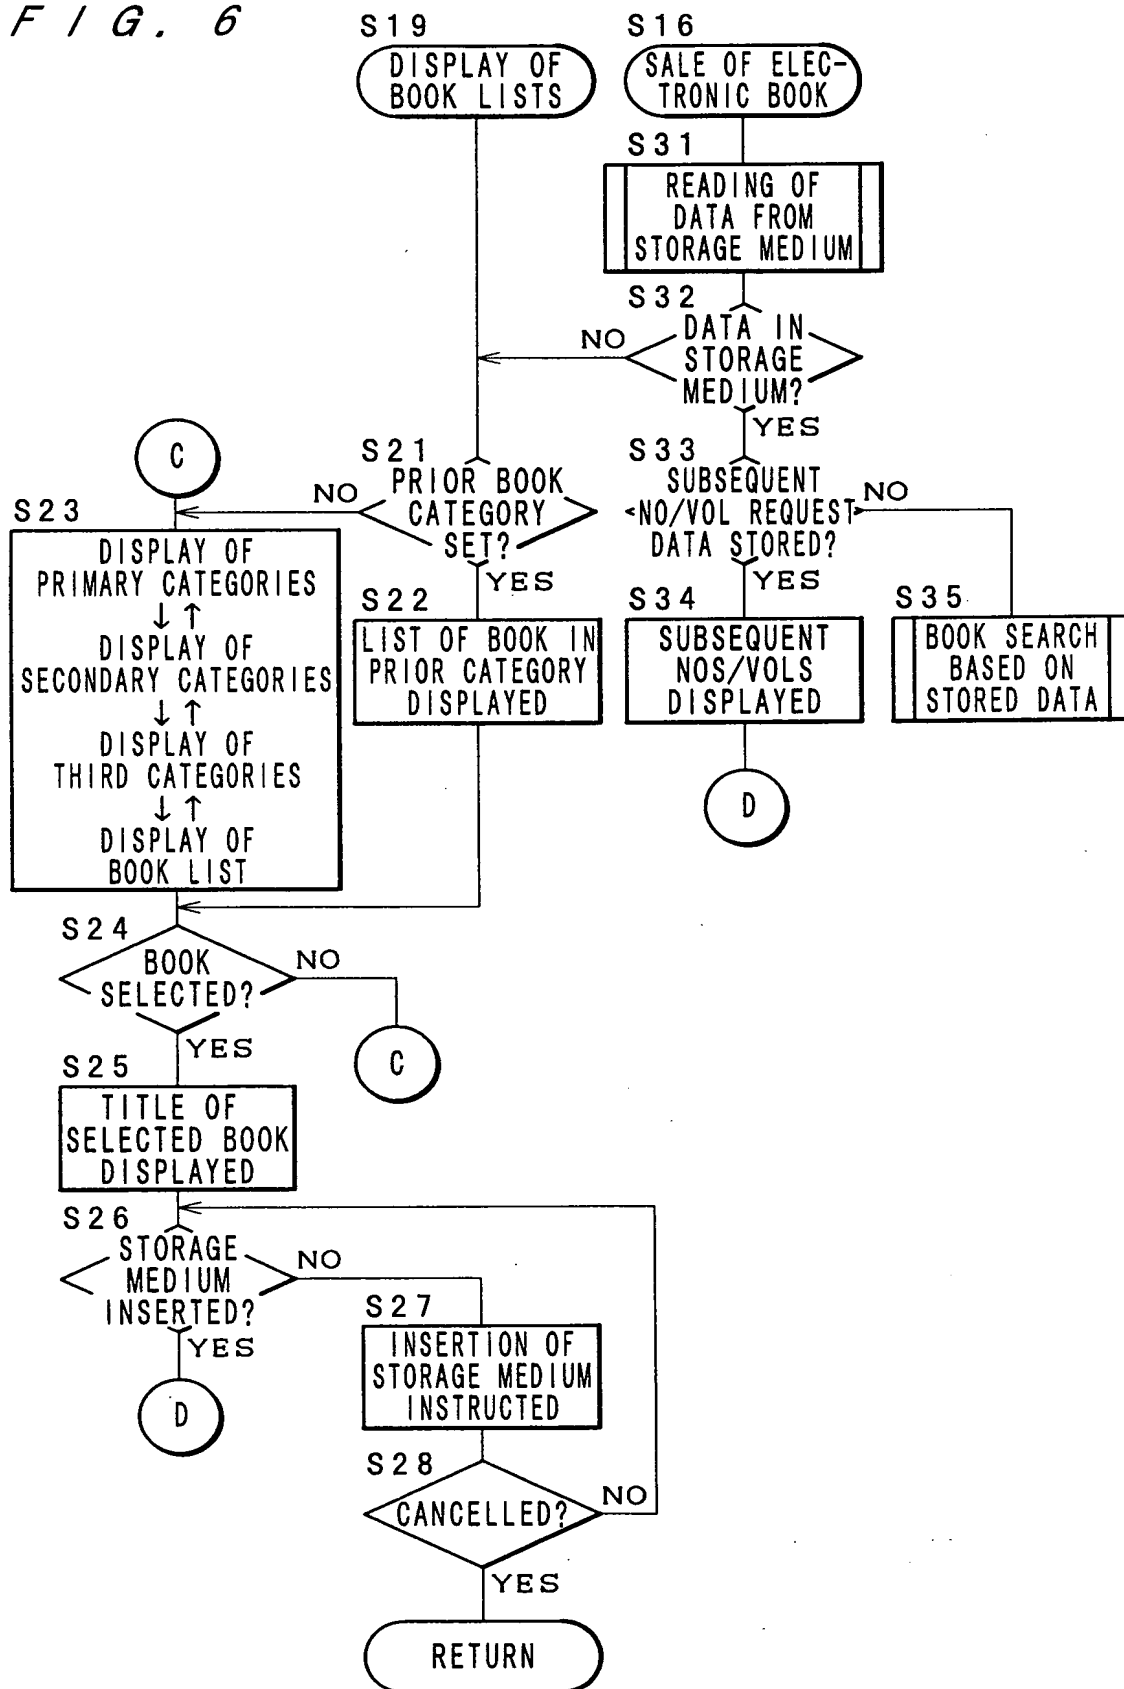 FIG. 6
S19
DISPLAY OF
BOOK LISTS
S16
SALE OF ELEC-
TRONIC BOOK
S31
READING OF
DATA FROM
STORAGE MEDIUM
S32
DATA IN
STORAGE
MEDIUM?
NO
YES
C
S21
PRIOR BOOK
CATEGORY
SET?
NO
YES
S33
SUBSEQUENT
NO/VOL REQUEST
DATA STORED?
NO
YES
S23
DISPLAY OF
PRIMARY CATEGORIES
↓↑
DISPLAY OF
SECONDARY CATEGORIES
↓↑
DISPLAY OF
THIRD CATEGORIES
↓↑
DISPLAY OF
BOOK LIST
S22
LIST OF BOOK IN
PRIOR CATEGORY
DISPLAYED
S34
SUBSEQUENT
NOS/VOLS
DISPLAYED
S35
BOOK SEARCH
BASED ON
STORED DATA
D
S24
BOOK
SELECTED?
NO
YES
C
S25
TITLE OF
SELECTED BOOK
DISPLAYED
S26
STORAGE
MEDIUM
INSERTED?
NO
YES
D
S27
INSERTION OF
STORAGE MEDIUM
INSTRUCTED
S28
CANCELLED?
NO
YES
RETURN